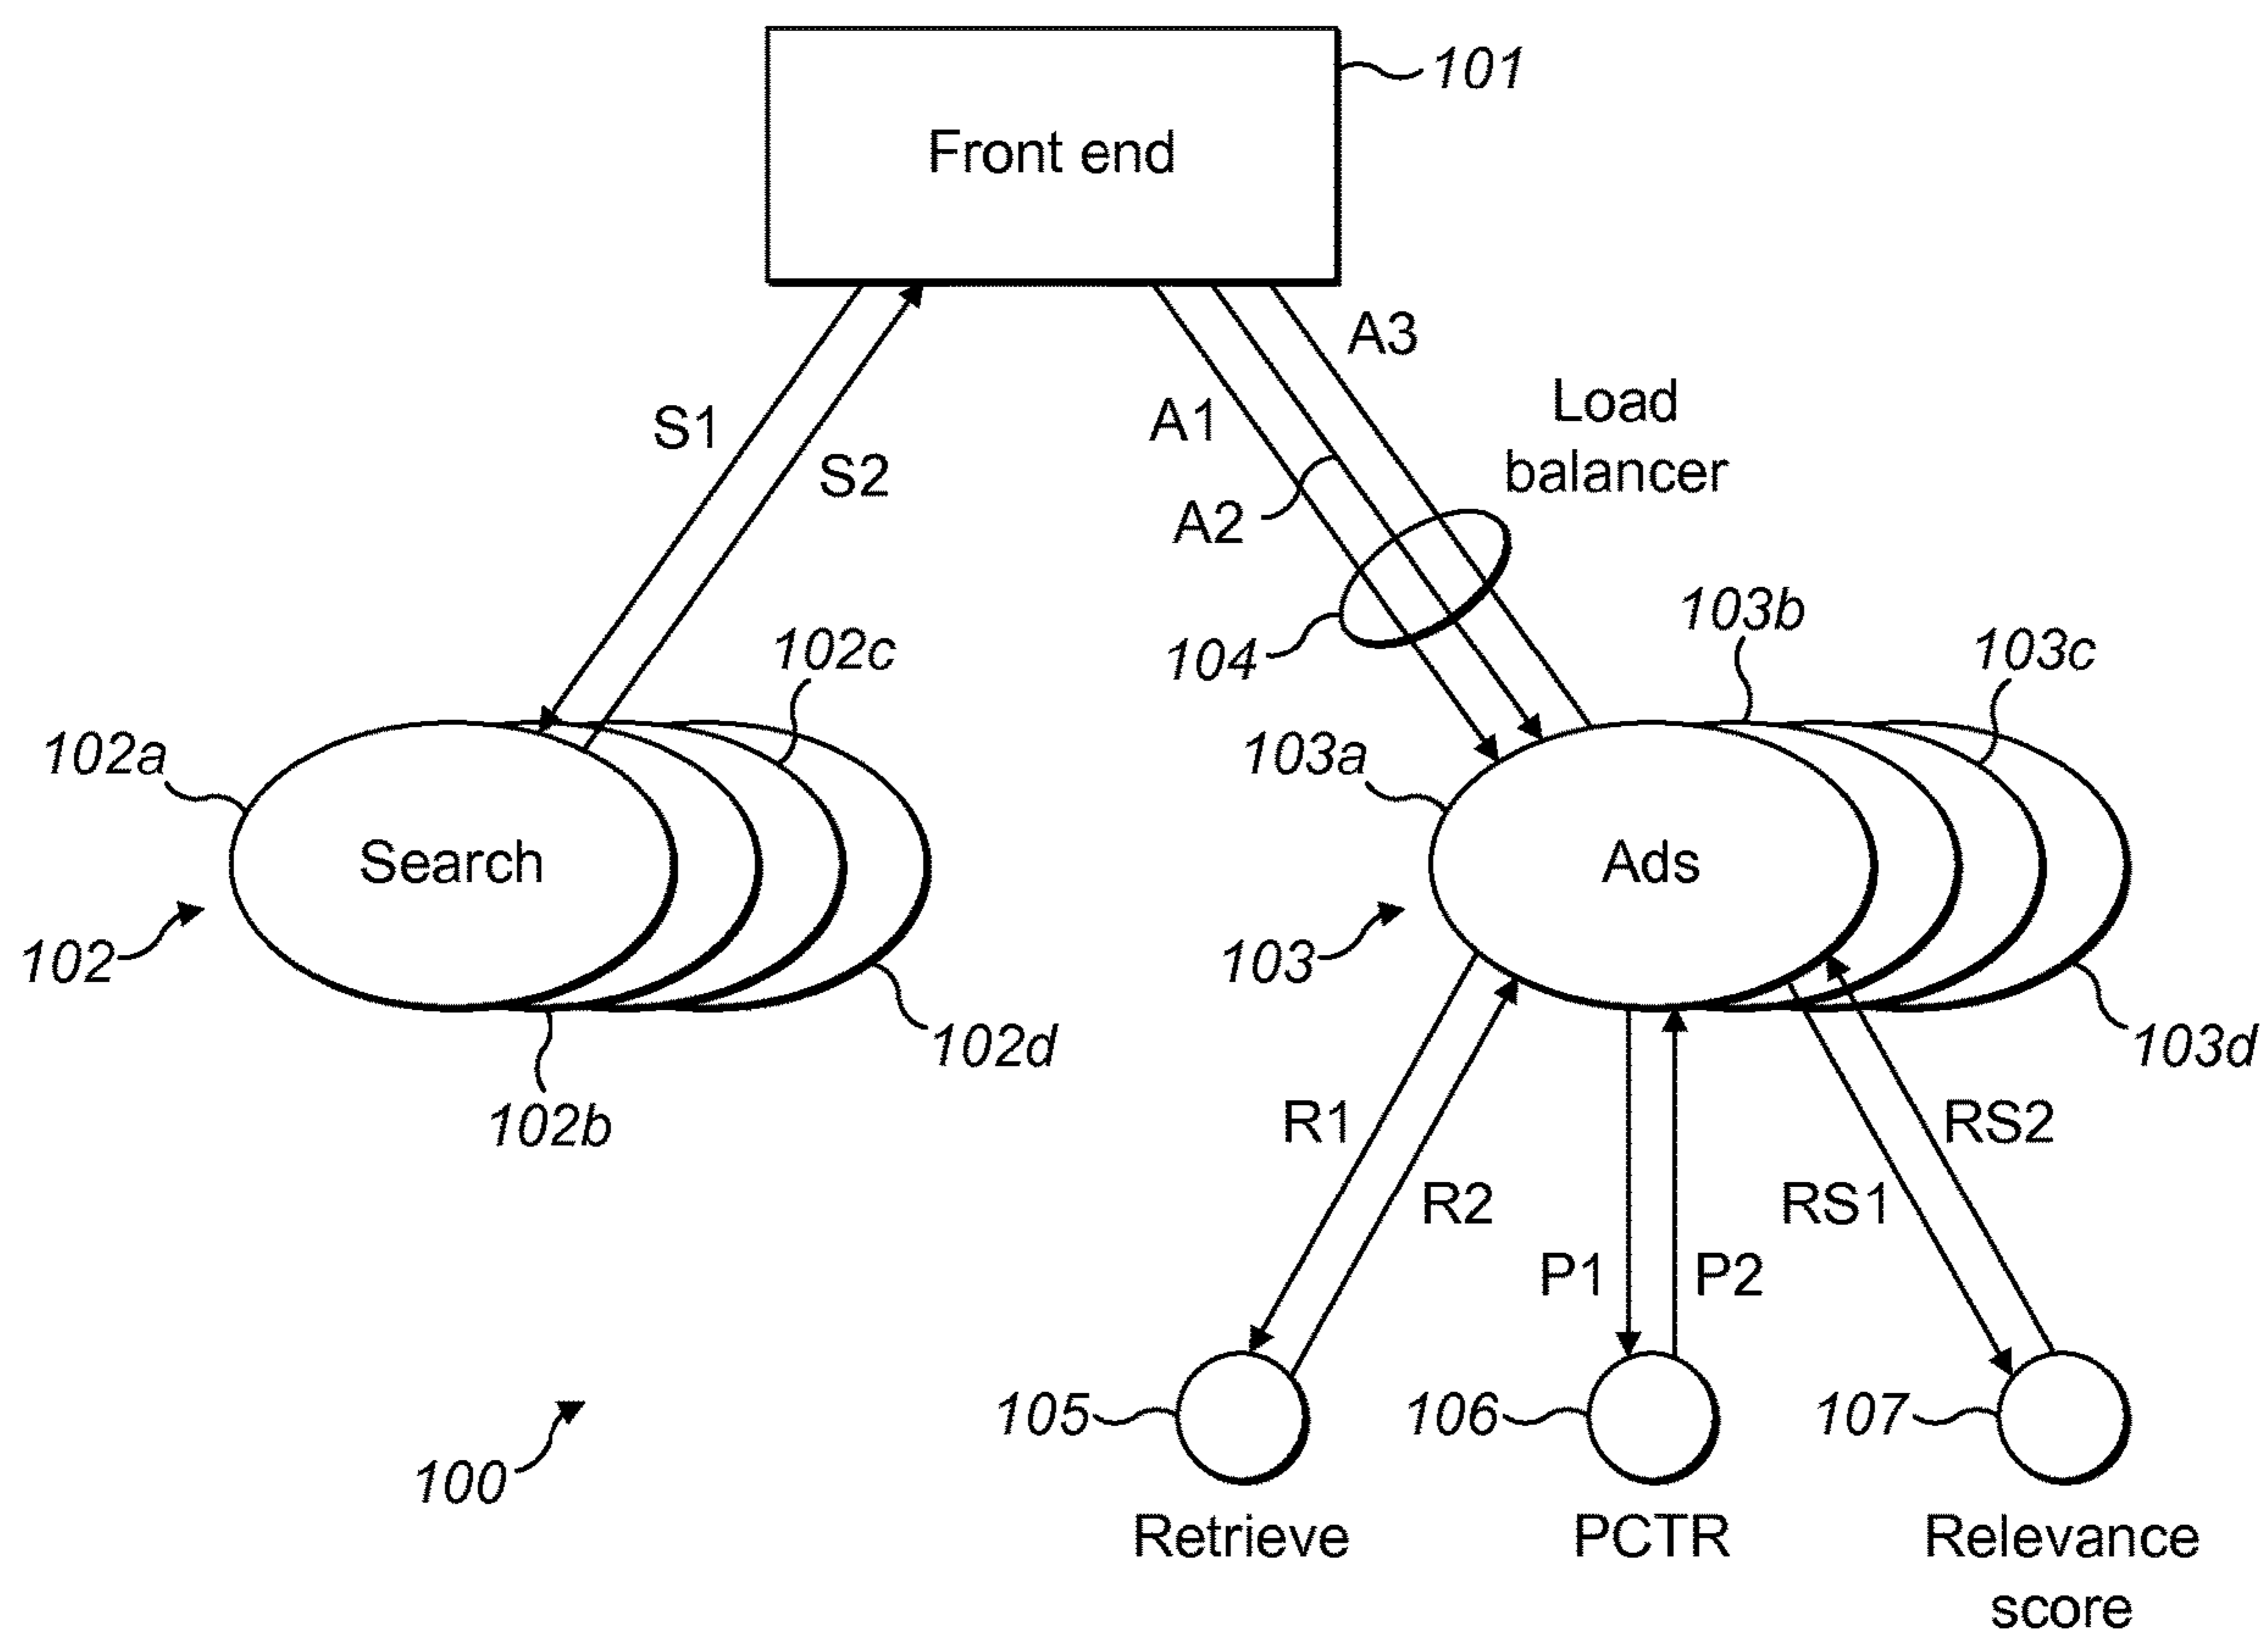 101
Front end
A3
Load
balancer
A1
S1
S2
A2
104
103b
102c
103c
102a
103a
Search
Ads
102
103
102d
103d
102b
R1
RS2
R2
RS1
P1
P2
105
106
107
100
Retrieve
PCTR
Relevance
score